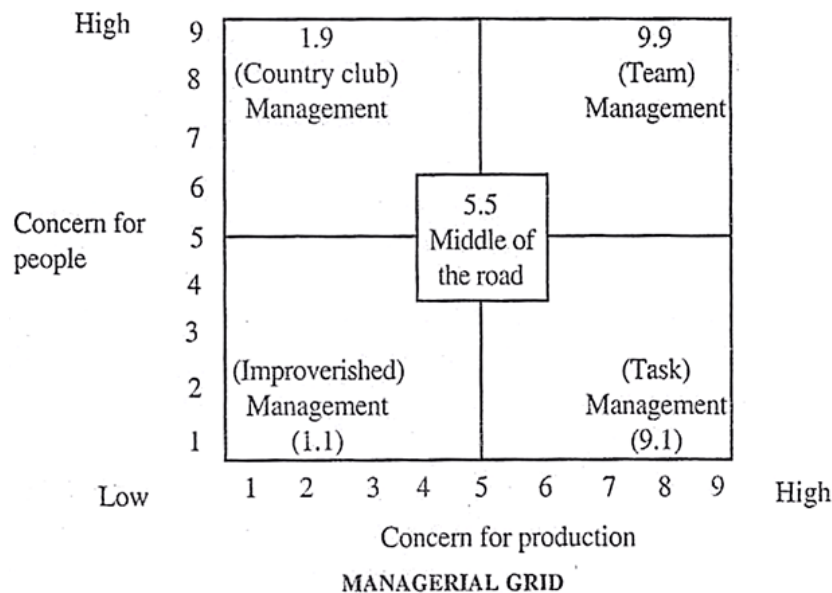 High
9
1.9
9.9
8
(Country club)
(Team)
Management
Management
7
6
5.5
Concern for
people
5
Middle of
the road
4
3
(Improverished)
(Task)
2
Management
Management
1
(1.1)
(9.1)
Low
1 2 3 4 5 6 7 8 9
High
Concern for production
MANAGERIAL GRID